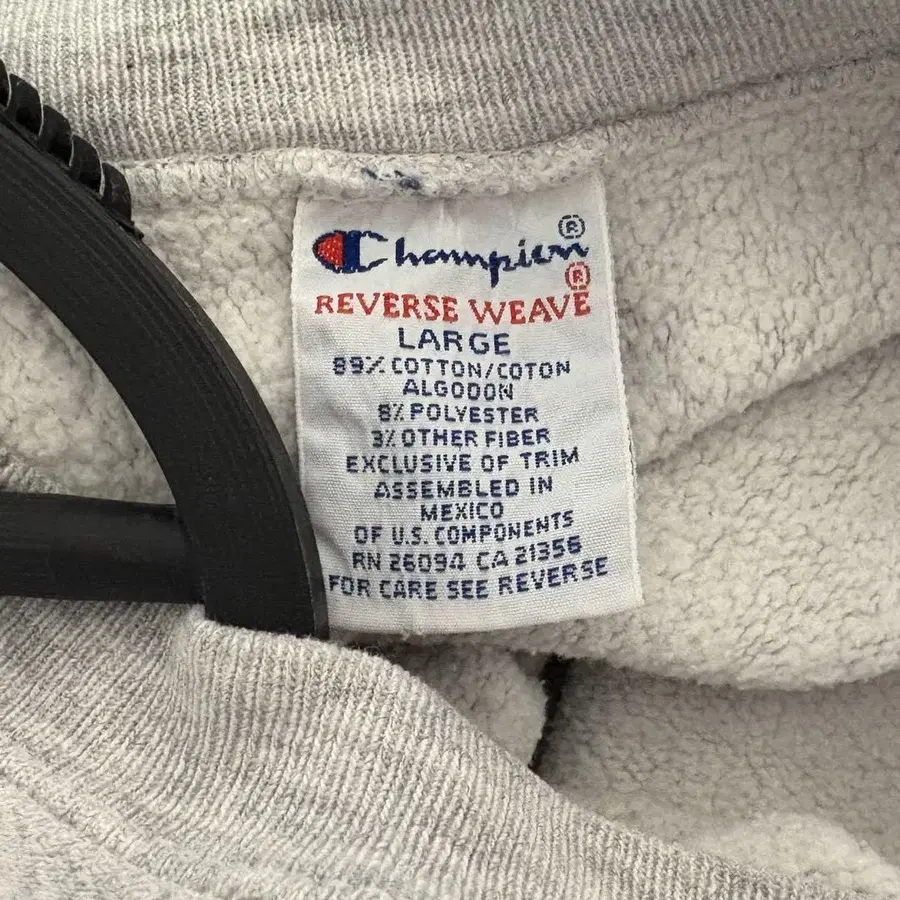 Champion®
REVERSE WEAVE®
LARGE
89% COTTON/COTON
ALGODON
8% POLYESTER
3% OTHER FIBER
EXCLUSIVE OF TRIM
ASSEMBLED IN
MEXICO
OF U.S. COMPONENTS
RN 26094 CA 21356
FOR CARE SEE REVERSE